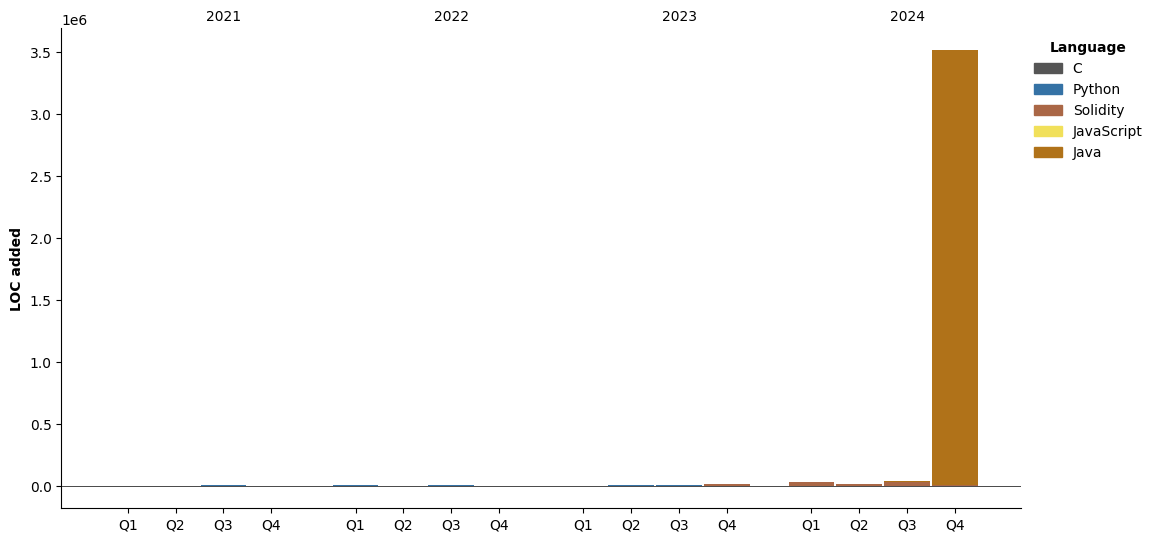 2021 2022 2023 2024
1e6
Language
C
Python
Solidity
JavaScript
Java
LOC added
3.5
3.0
2.5
2.0
1.5
1.0
0.5
0.0
Q1 Q2 Q3 Q4 Q1 Q2 Q3 Q4 Q1 Q2 Q3 Q4 Q1 Q2 Q3 Q4